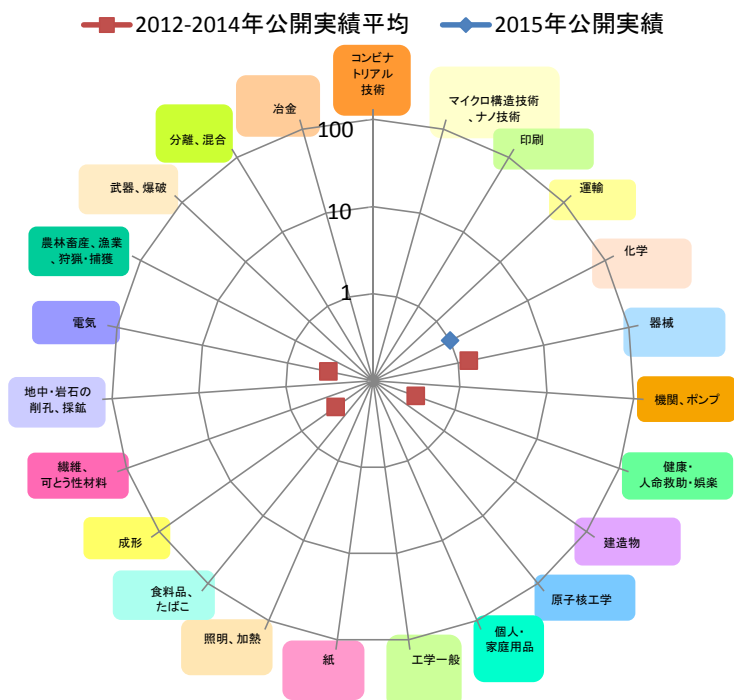 2012-2014年公開実績平均
2015年公開実績
コンビナ
トリアル
技術
マイクロ構造技術
、ナノ技術
印刷
運輸
化学
器械
機関、ポンプ
健康・
人命救助・娯楽
建造物
原子核工学
個人・
家庭用品
工学一般
紙
照明、加熱
食料品、
たばこ
成形
繊維、
可とう性材料
地中・岩石の
削孔、採鉱
電気
農林畜産、漁業
、狩猟・捕獲
武器、爆破
分離、混合
冶金
100
10
1